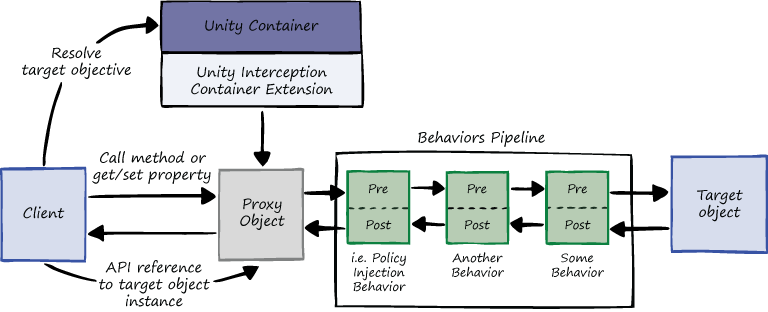 Unity Container
Resolve
target objective
Unity Interception
Container Extension
Behaviors Pipeline
Call method or
get/set property
Client
Proxy
Object
Pre
Post
Pre
Post
Pre
Post
Target
object
API reference
to target object
instance
i.e. Policy
Injection
Behavior
Another
Behavior
Some
Behavior